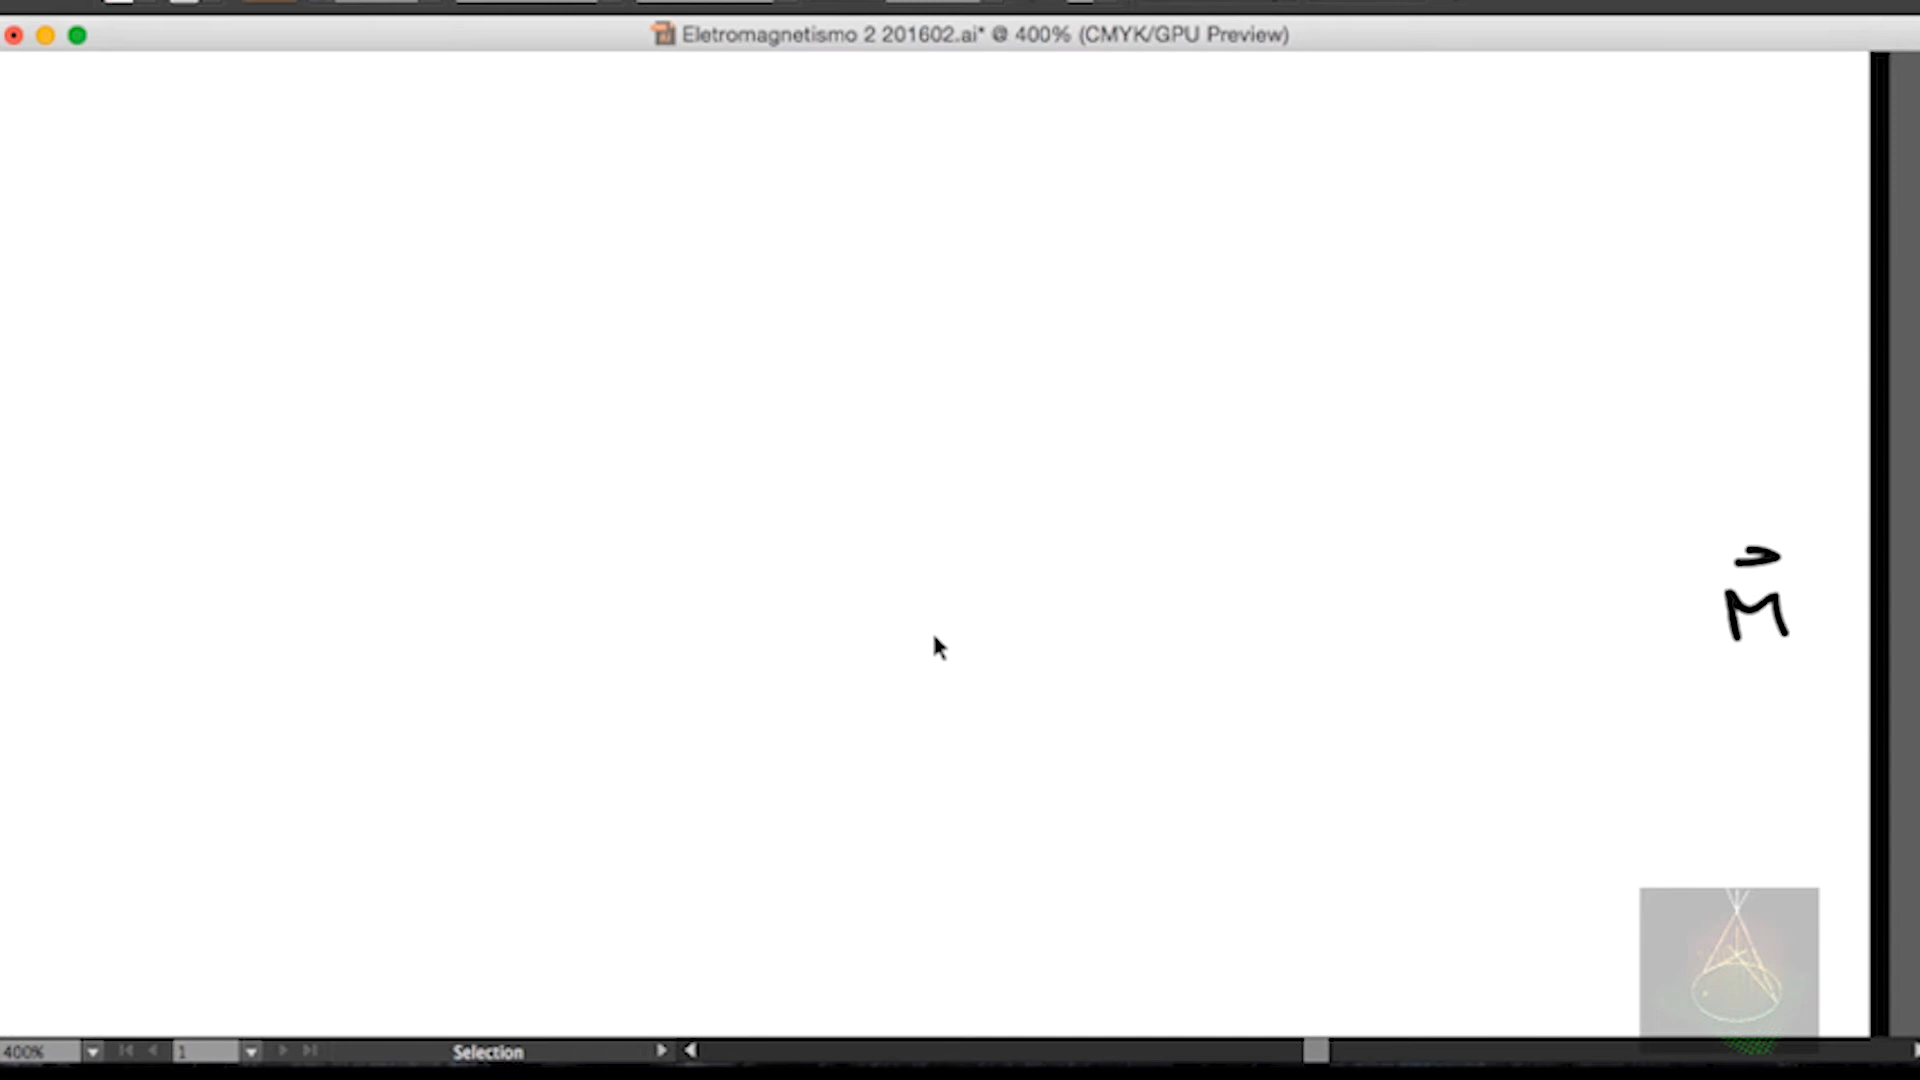 Eletromagnetismo 2 201602.ai* @ 400% (CMYK/GPU Preview)
M⃗
400%
1
Selection